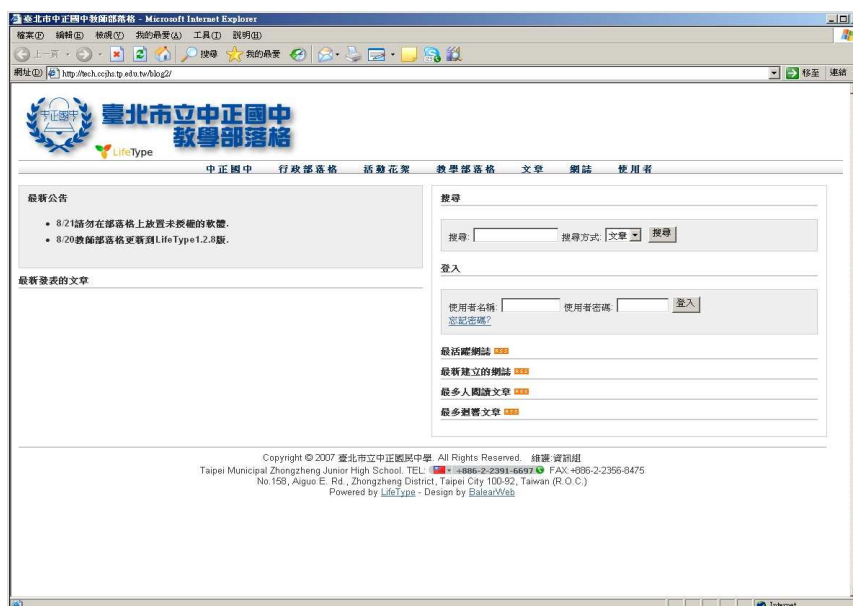 臺北市中正國中教師部落格 - Microsoft Internet Explorer
檔案(F) 編輯(E) 檢視(V) 我的最愛(A) 工具(T) 說明(H)
上一頁 搜尋 我的最愛
網址(D) http://tech.ccjhs.tp.edu.tw/blog2/ 移至 連結
中正國中
臺北市立中正國中
教學部落格
LifeType
中正國中 行政部落格 活動花絮 教學部落格 文章 網誌 使用者
最新公告
• 8/21請勿在部落格上放置未授權的軟體.
• 8/20教師部落格更新到LifeType1.2.8版.
最新發表的文章
搜尋
搜尋: 搜尋方式: 文章 搜尋
登入
使用者名稱: 使用者密碼: 登入
忘記密碼?
最活躍網誌 RSS
最新建立的網誌 RSS
最多人閱讀文章 RSS
最多迴響文章 RSS
Copyright © 2007 臺北市立中正國民中學. All Rights Reserved. 維護:資訊組
Taipei Municipal Zhongzheng Junior High School. TEL: +886-2-2391-6697 FAX:+886-2-2356-8475
No.158, Aiguo E. Rd., Zhongzheng District, Taipei City 100-92, Taiwan (R.O.C.)
Powered by LifeType - Design by BalearWeb
Internet